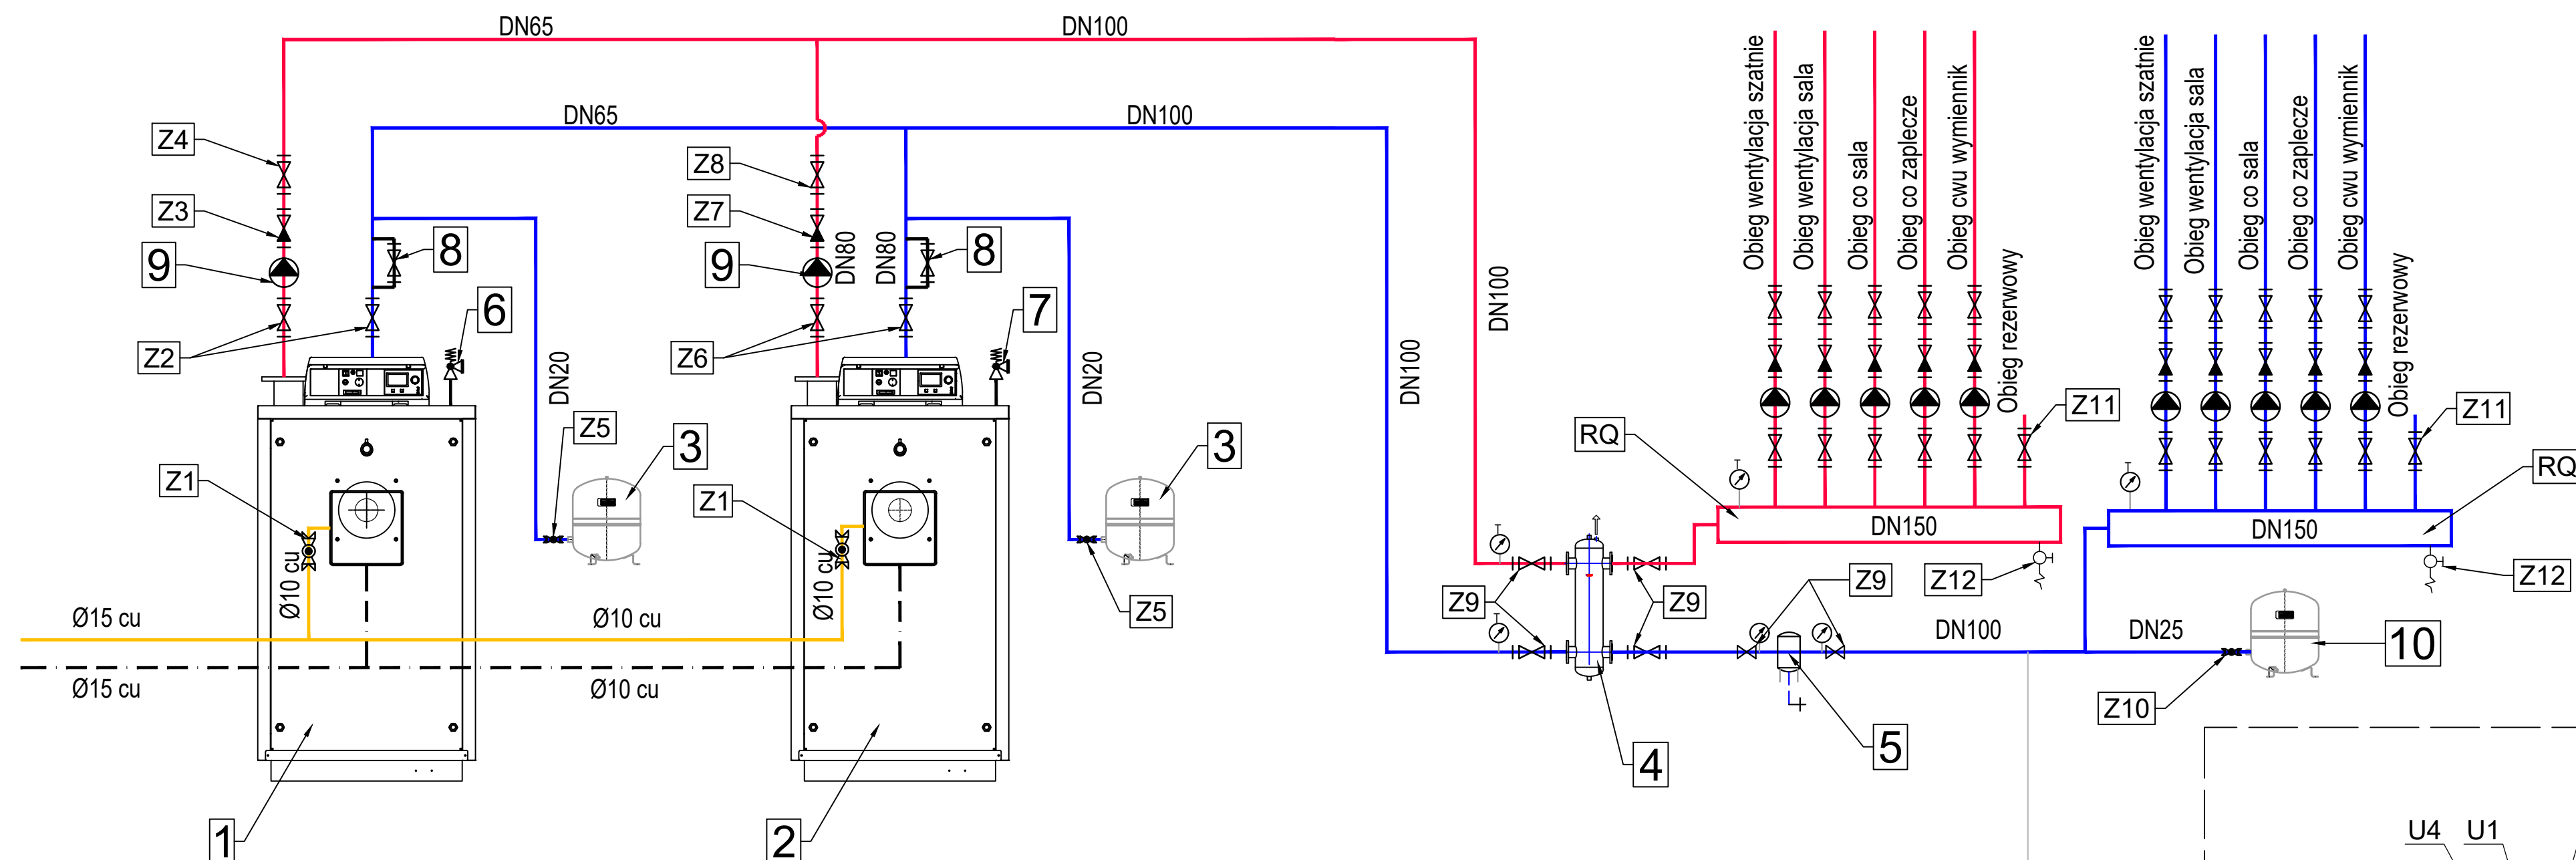 DN65
DN100
DN65
DN100
Z4
Z3
9
Z2
8
6
DN20
Z5
3
Z1
Ø10 cu
Ø15 cu
Ø15 cu
1
Z8
Z7
9
DN80
DN80
Z6
8
7
DN20
3
Z5
Z1
Ø10 cu
Ø10 cu
Ø10 cu
2
DN100
DN100
Z9
Z9
4
Z9
5
DN100
DN25
Z10
10
RQ
DN150
Z12
Z11
Obieg wentylacja szatnie
Obieg wentylacja sala
Obieg co sala
Obieg co zaplecze
Obieg cwu wymiennik
Obieg rezerwowy
Obieg wentylacja szatnie
Obieg wentylacja sala
Obieg co sala
Obieg co zaplecze
Obieg cwu wymiennik
Obieg rezerwowy
Z11
RQ
DN150
Z12
U4
U1